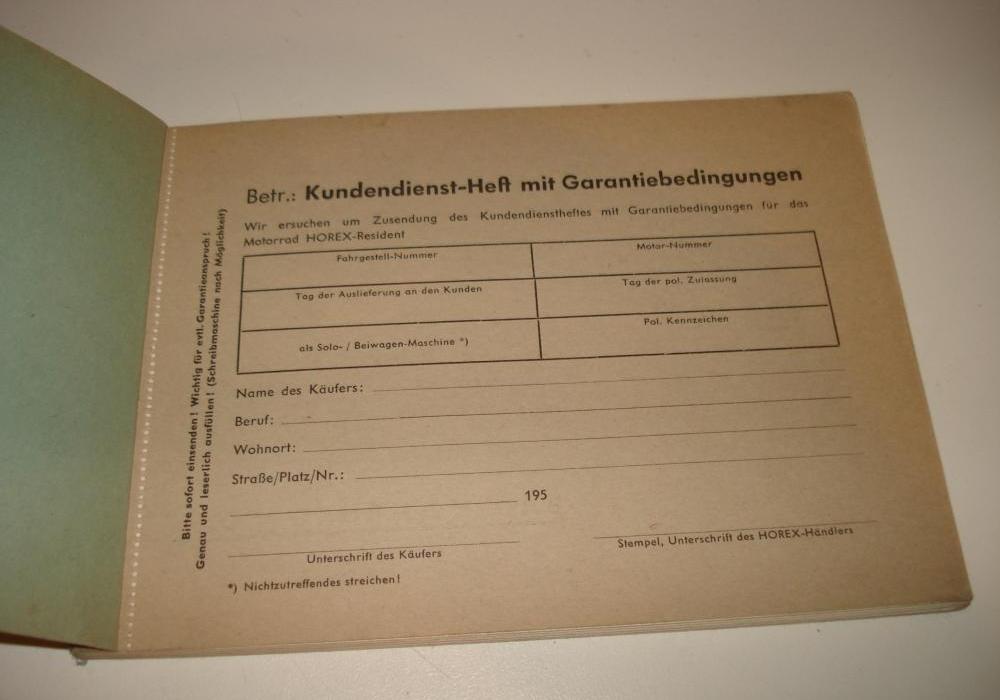 Betr.: Kundendienst-Heft mit Garantiebedingungen
Wir ersuchen um Zusendung des Kundendienstheftes mit Garantiebedingungen für das
Motorrad HOREX-Resident
Fahrgestell-Nummer
Motor-Nummer
Tag der Auslieferung an den Kunden
Tag der pol. Zulassung
als Solo- / Beiwagen-Maschine *)
Pol. Kennzeichen
Name des Käufers:
Beruf:
Wohnort:
Straße/Platz/Nr.:
195
Unterschrift des Käufers
Stempel, Unterschrift des HOREX-Händlers
*) Nichtzutreffendes streichen!
Bitte sofort einsenden! Wichtig für evtl. Garantieanspruch!
Genau und leserlich ausfüllen! (Schreibmaschine nach Möglichkeit)